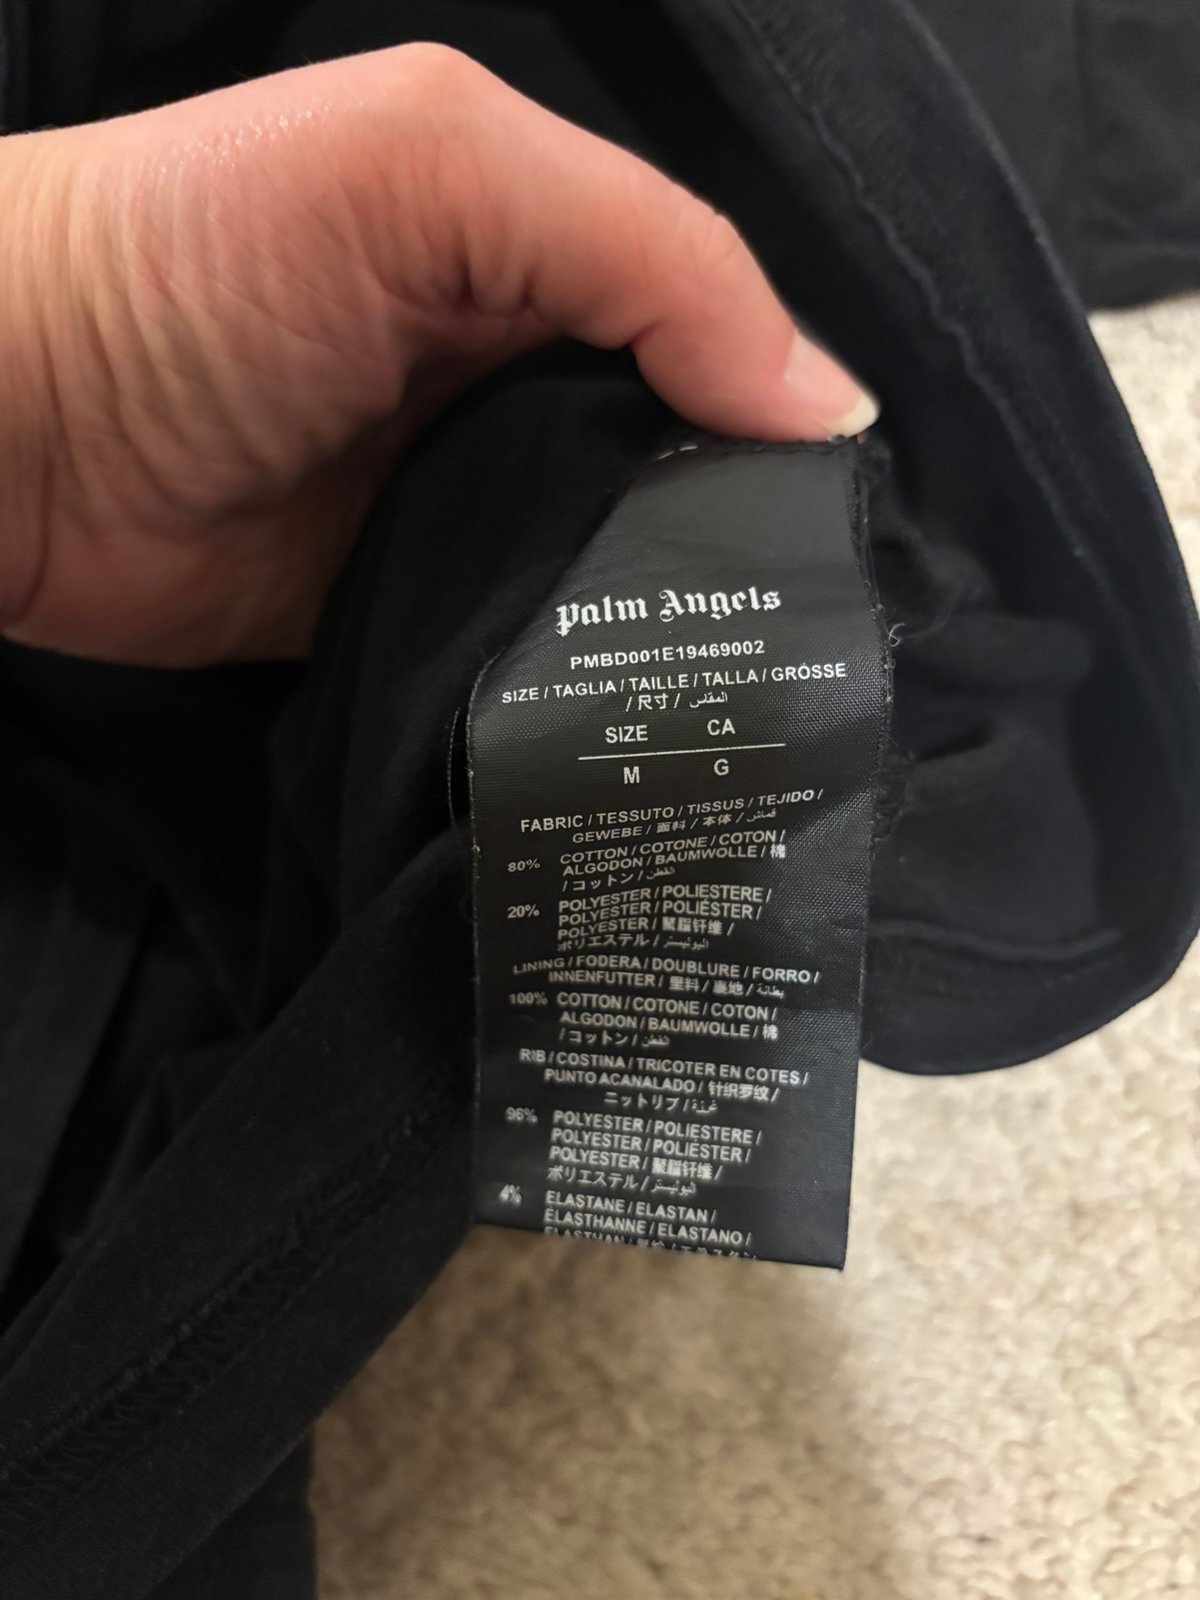 Palm Angels
PMBD001E19469002
SIZE / TAGLIA / TAILLE / TALLA / GRÖSSE
/ 尺寸 / المقاس
SIZE CA
M G
FABRIC / TESSUTO / TISSUS / TEJIDO /
GEWEBE / 面料 / 本体 / قماش
80% COTTON / COTONE / COTON /
ALGODON / BAUMWOLLE / 棉
/ コットン / القطن
20% POLYESTER / POLIESTERE /
POLYESTER / POLIÉSTER /
POLYESTER / 聚酯纤维 /
ポリエステル / البوليستر
LINING / FODERA / DOUBLURE / FORRO /
INNENFUTTER / 里料 / 裏地 / بطانة
100% COTTON / COTONE / COTON /
ALGODON / BAUMWOLLE / 棉
/ コットン / القطن
RIB / COSTINA / TRICOTER EN COTES /
PUNTO ACANALADO / 针织罗纹 /
ニットリブ /
96% POLYESTER / POLIESTERE /
POLYESTER / POLIÉSTER /
POLYESTER / 聚酯纤维 /
ポリエステル / البوليستر
4% ELASTANE / ELASTAN /
ELASTHANNE / ELASTANO /